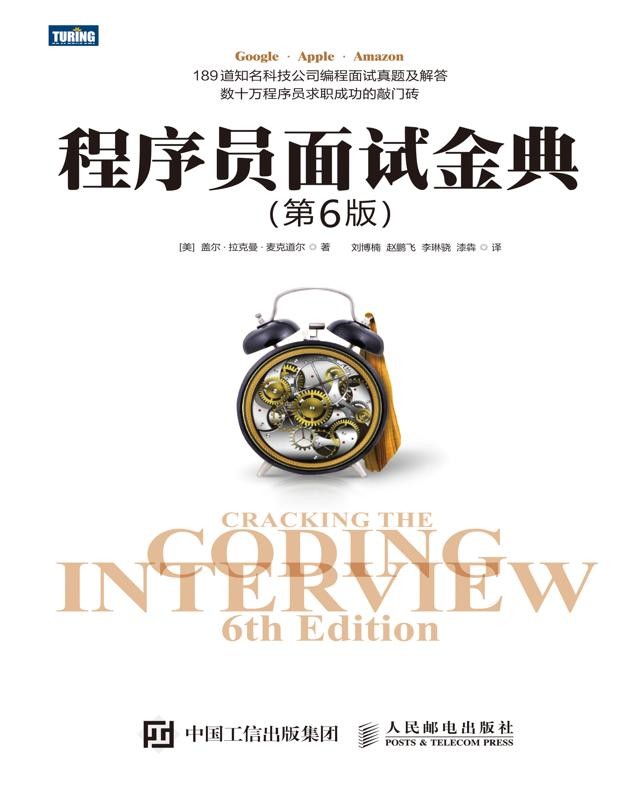 TURING
Google · Apple · Amazon
189道知名科技公司编程面试真题及解答
数十万程序员求职成功的敲门砖
程序员面试金典
（第6版）
[美] 盖尔·拉克曼·麦克道尔 ◎ 著 刘博楠 赵鹏飞 李琳骁 漆犇 ◎ 译
CRACKING THE
CODING
INTERVIEW
6th Edition
中国工信出版集团
人民邮电出版社
POSTS & TELECOM PRESS